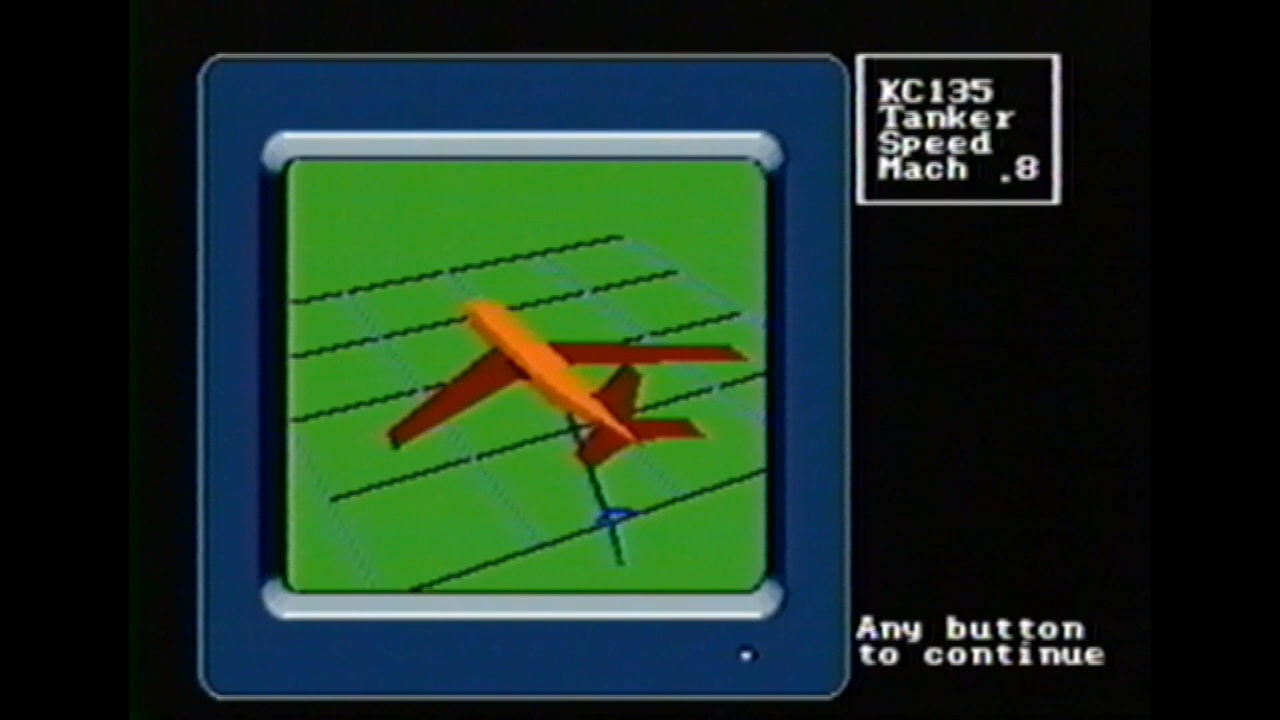 KC135
Tanker
Speed
Mach .8
Any button
to continue